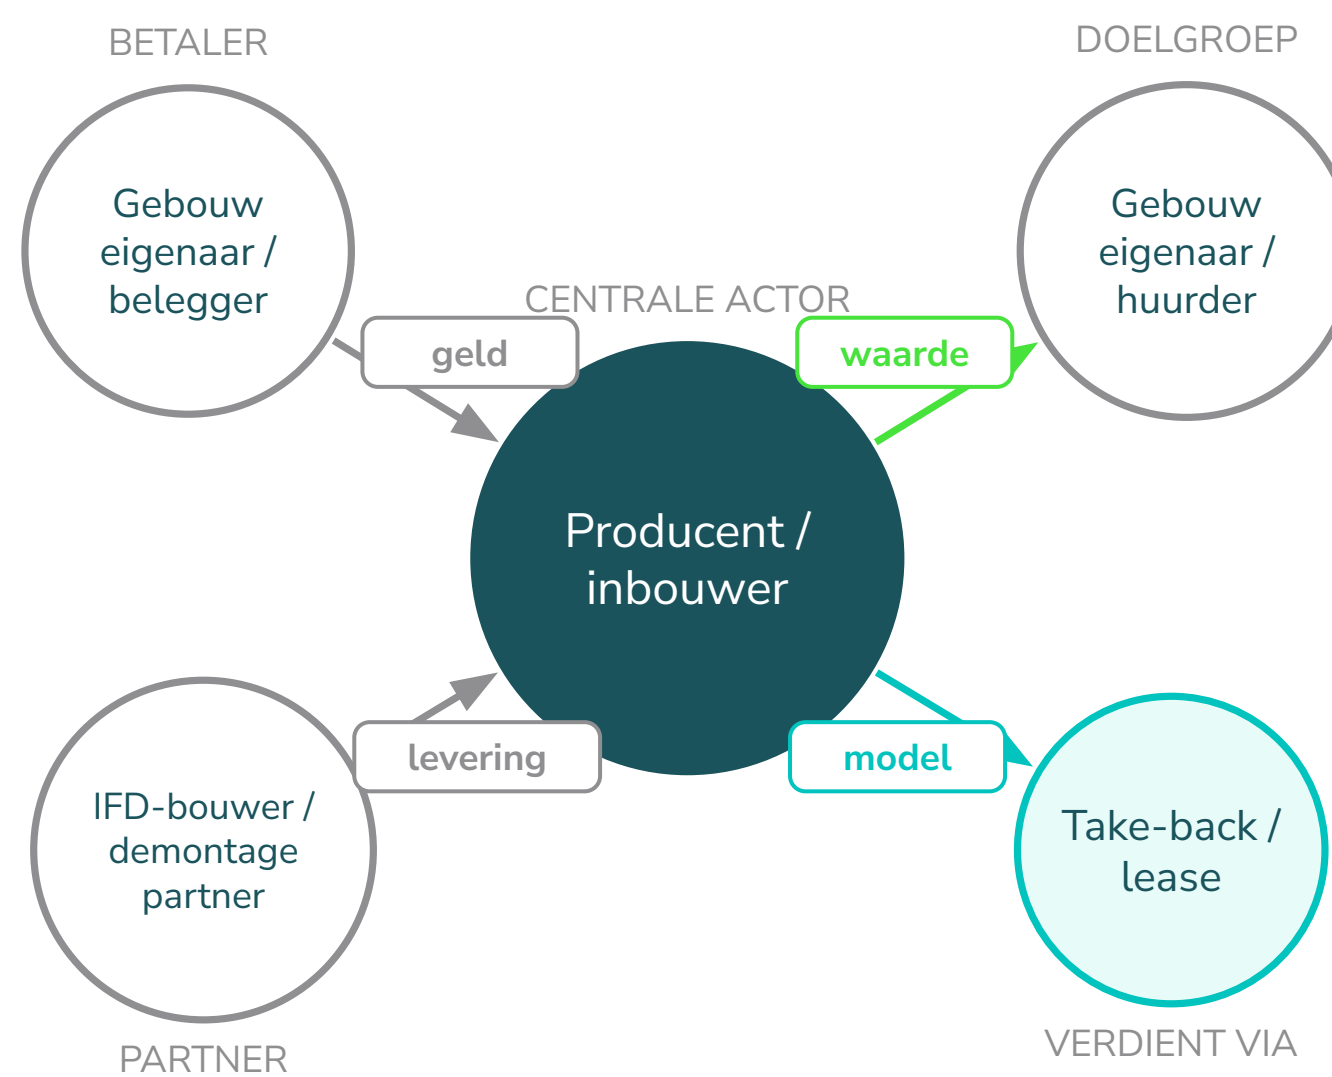 BETALER
DOELGROEP
Gebouw
eigenaar /
belegger
Gebouw
eigenaar /
huurder
CENTRALE ACTOR
geld
waarde
Producent /
inbouwer
levering
model
IFD-bouwer /
demontage
partner
Take-back /
lease
PARTNER
VERDIENT VIA